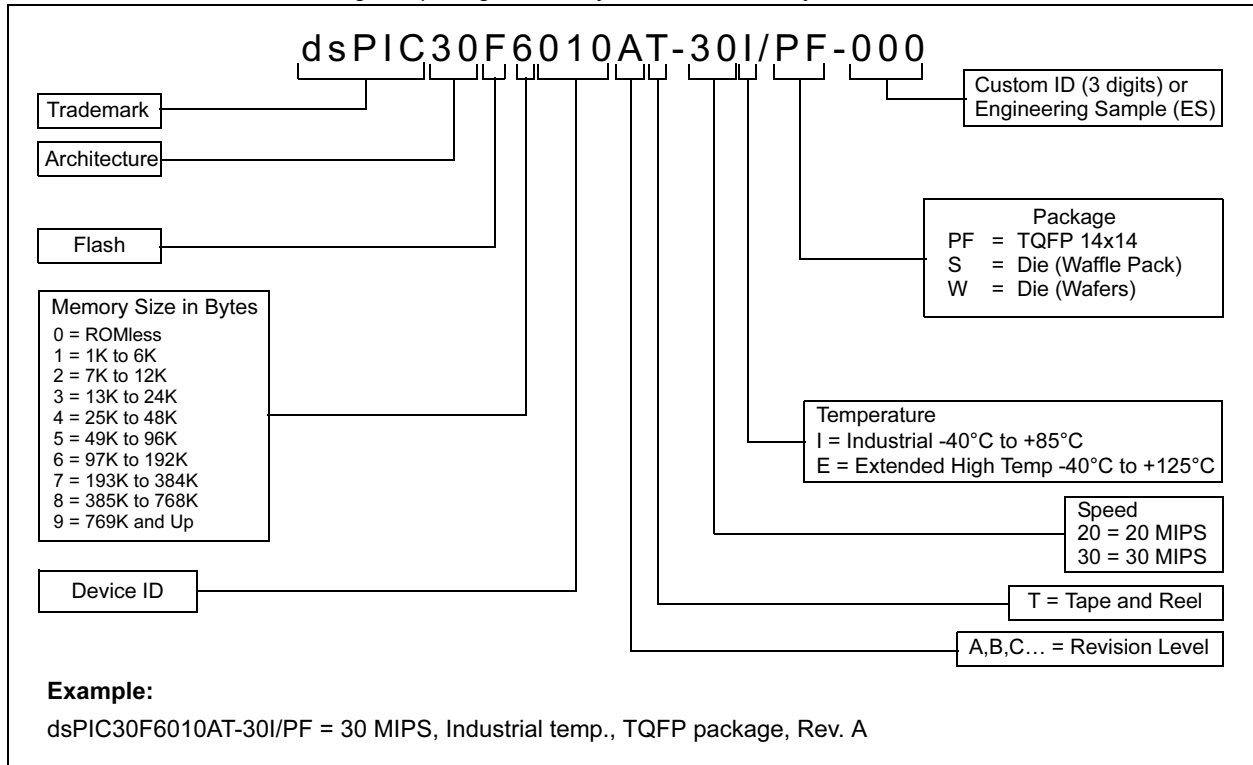 dsPIC30F6010AT-30I/PF-000
Trademark
Architecture
Flash
Memory Size in Bytes
0 = ROMless
1 = 1K to 6K
2 = 7K to 12K
3 = 13K to 24K
4 = 25K to 48K
5 = 49K to 96K
6 = 97K to 192K
7 = 193K to 384K
8 = 385K to 768K
9 = 769K and Up
Device ID
Custom ID (3 digits) or
Engineering Sample (ES)
Package
PF = TQFP 14x14
S = Die (Waffle Pack)
W = Die (Wafers)
Temperature
I = Industrial -40°C to +85°C
E = Extended High Temp -40°C to +125°C
Speed
20 = 20 MIPS
30 = 30 MIPS
T = Tape and Reel
A,B,C… = Revision Level
Example:
dsPIC30F6010AT-30I/PF = 30 MIPS, Industrial temp., TQFP package, Rev. A